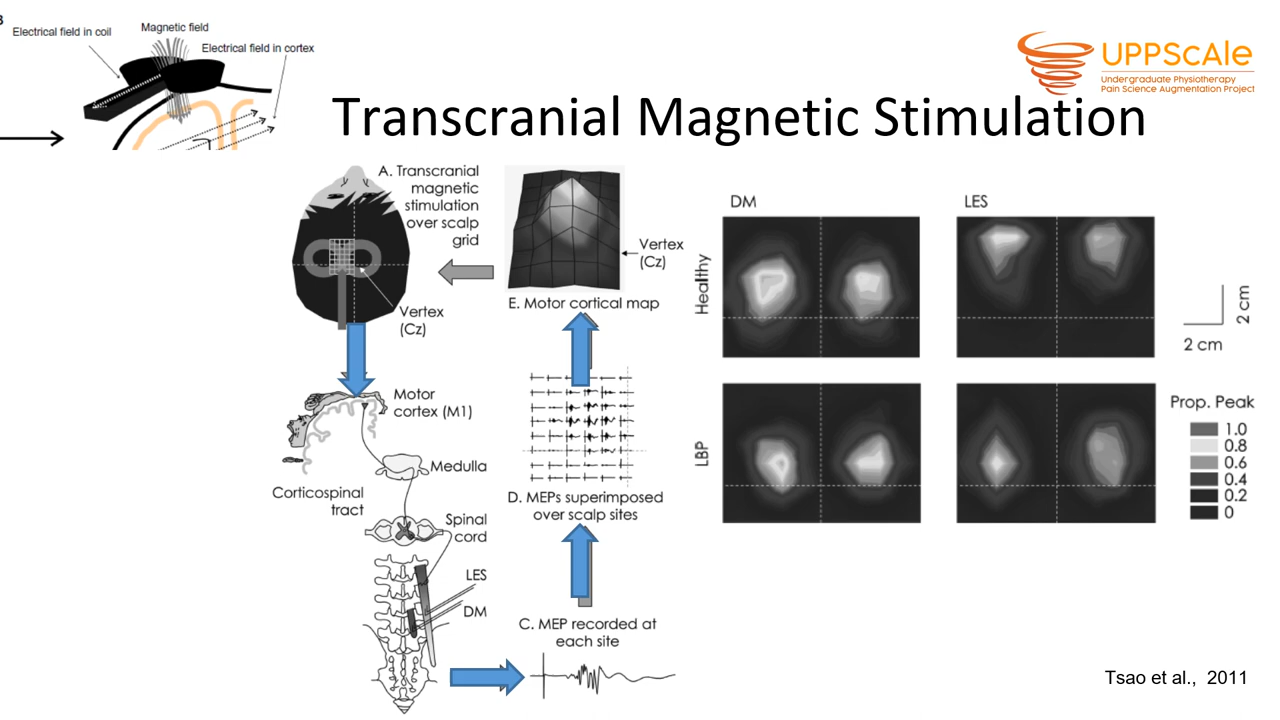 B
Electrical field in coil
Magnetic field
Electrical field in cortex
UPPScale
Undergraduate Physiotherapy
Pain Science Augmentation Project
Transcranial Magnetic Stimulation
A. Transcranial
magnetic
stimulation
over scalp
grid
Vertex
(Cz)
Vertex
(Cz)
E. Motor cortical map
Motor
cortex (M1)
Medulla
Corticospinal
tract
Spinal
cord
LES
DM
D. MEPs superimposed
over scalp sites
C. MEP recorded at
each site
DM
LES
Healthy
LBP
2 cm
2 cm
Prop. Peak
1.0
0.8
0.6
0.4
0.2
0
Tsao et al., 2011